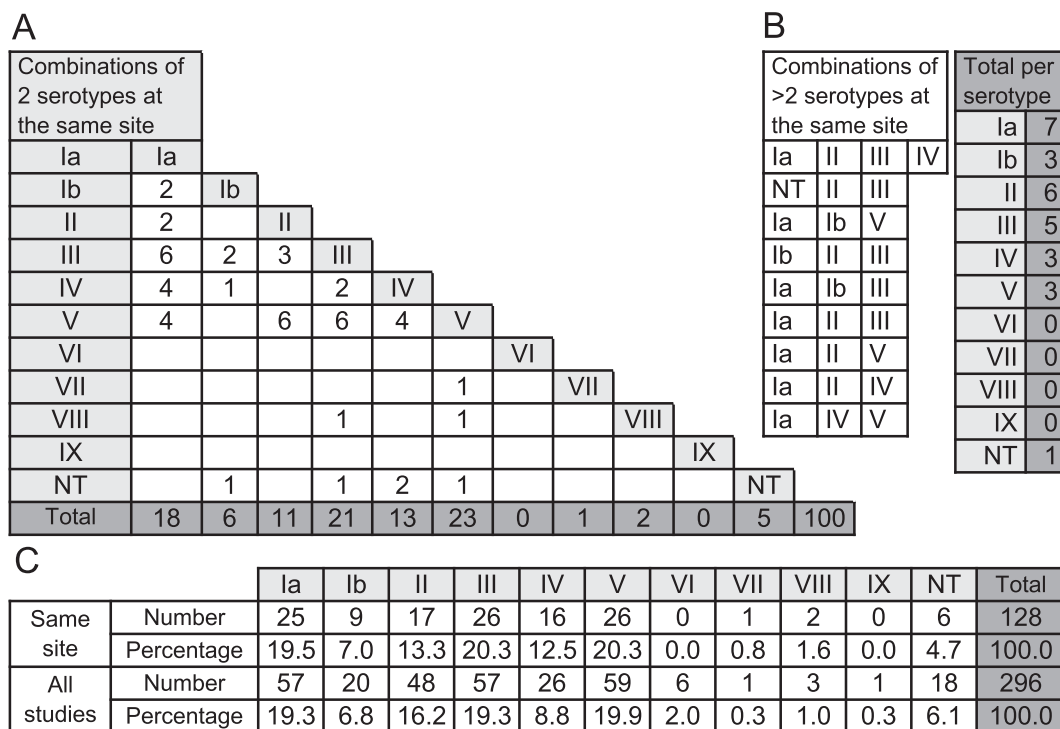 A
Combinations of
2 serotypes at
the same site
Ia Ia
Ib 2 Ib
II 2 II
III 6 2 3 III
IV 4 1 2 IV
V 4 6 6 4 V
VI VI
VII 1 VII
VIII 1 1 VIII
IX IX
NT 1 1 2 1 NT
Total 18 6 11 21 13 23 0 1 2 0 5 100
B
Combinations of
>2 serotypes at
the same site
Ia II III IV
NT II III
Ia Ib V
Ib II III
Ia Ib III
Ia II III
Ia II V
Ia II IV
Ia IV V
Total per
serotype
Ia 7
Ib 3
II 6
III 5
IV 3
V 3
VI 0
VII 0
VIII 0
IX 0
NT 1
C
Ia Ib II III IV V VI VII VIII IX NT Total
Same site
Number 25 9 17 26 16 26 0 1 2 0 6 128
Percentage 19.5 7.0 13.3 20.3 12.5 20.3 0.0 0.8 1.6 0.0 4.7 100.0
All studies
Number 57 20 48 57 26 59 6 1 3 1 18 296
Percentage 19.3 6.8 16.2 19.3 8.8 19.9 2.0 0.3 1.0 0.3 6.1 100.0